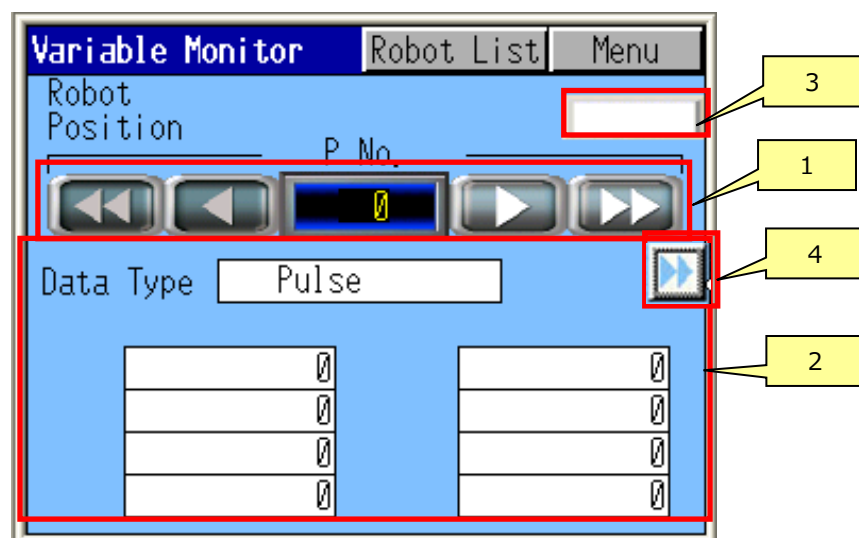 Variable Monitor Robot List Menu
Robot
Position
3
P No.
1
0
4
Data Type Pulse
2
0 0
0 0
0 0
0 0